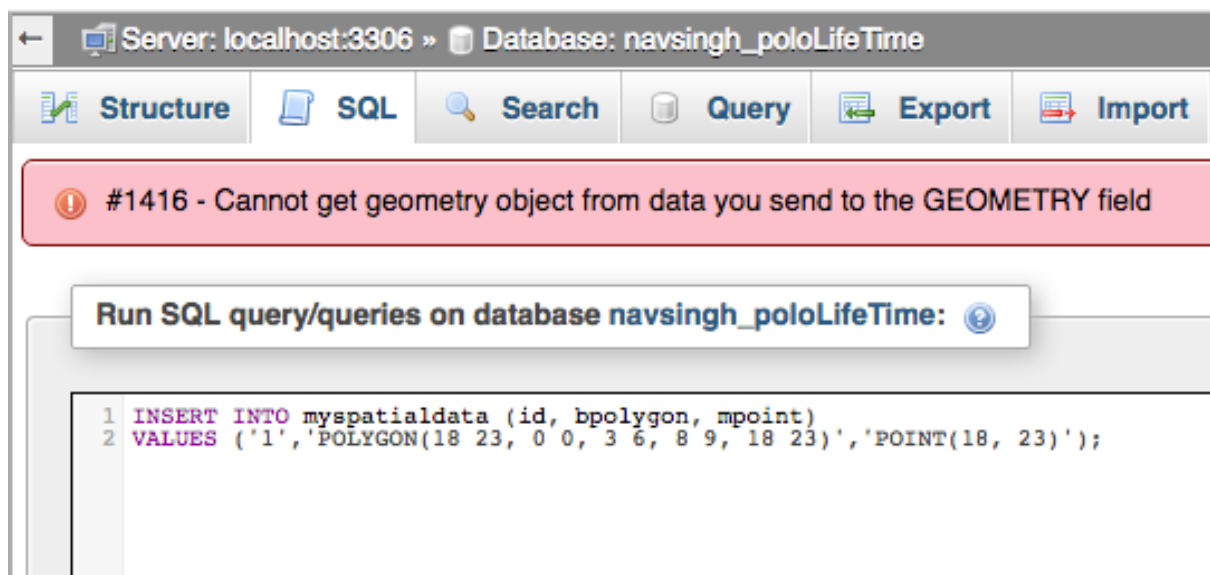 ← Server: localhost:3306 » Database: navsingh_poloLifeTime
Structure SQL Search Query Export Import
#1416 - Cannot get geometry object from data you send to the GEOMETRY field
Run SQL query/queries on database navsingh_poloLifeTime:
1 INSERT INTO myspatialdata (id, bpolygon, mpoint)
2 VALUES ('1','POLYGON(18 23, 0 0, 3 6, 8 9, 18 23)','POINT(18, 23)');